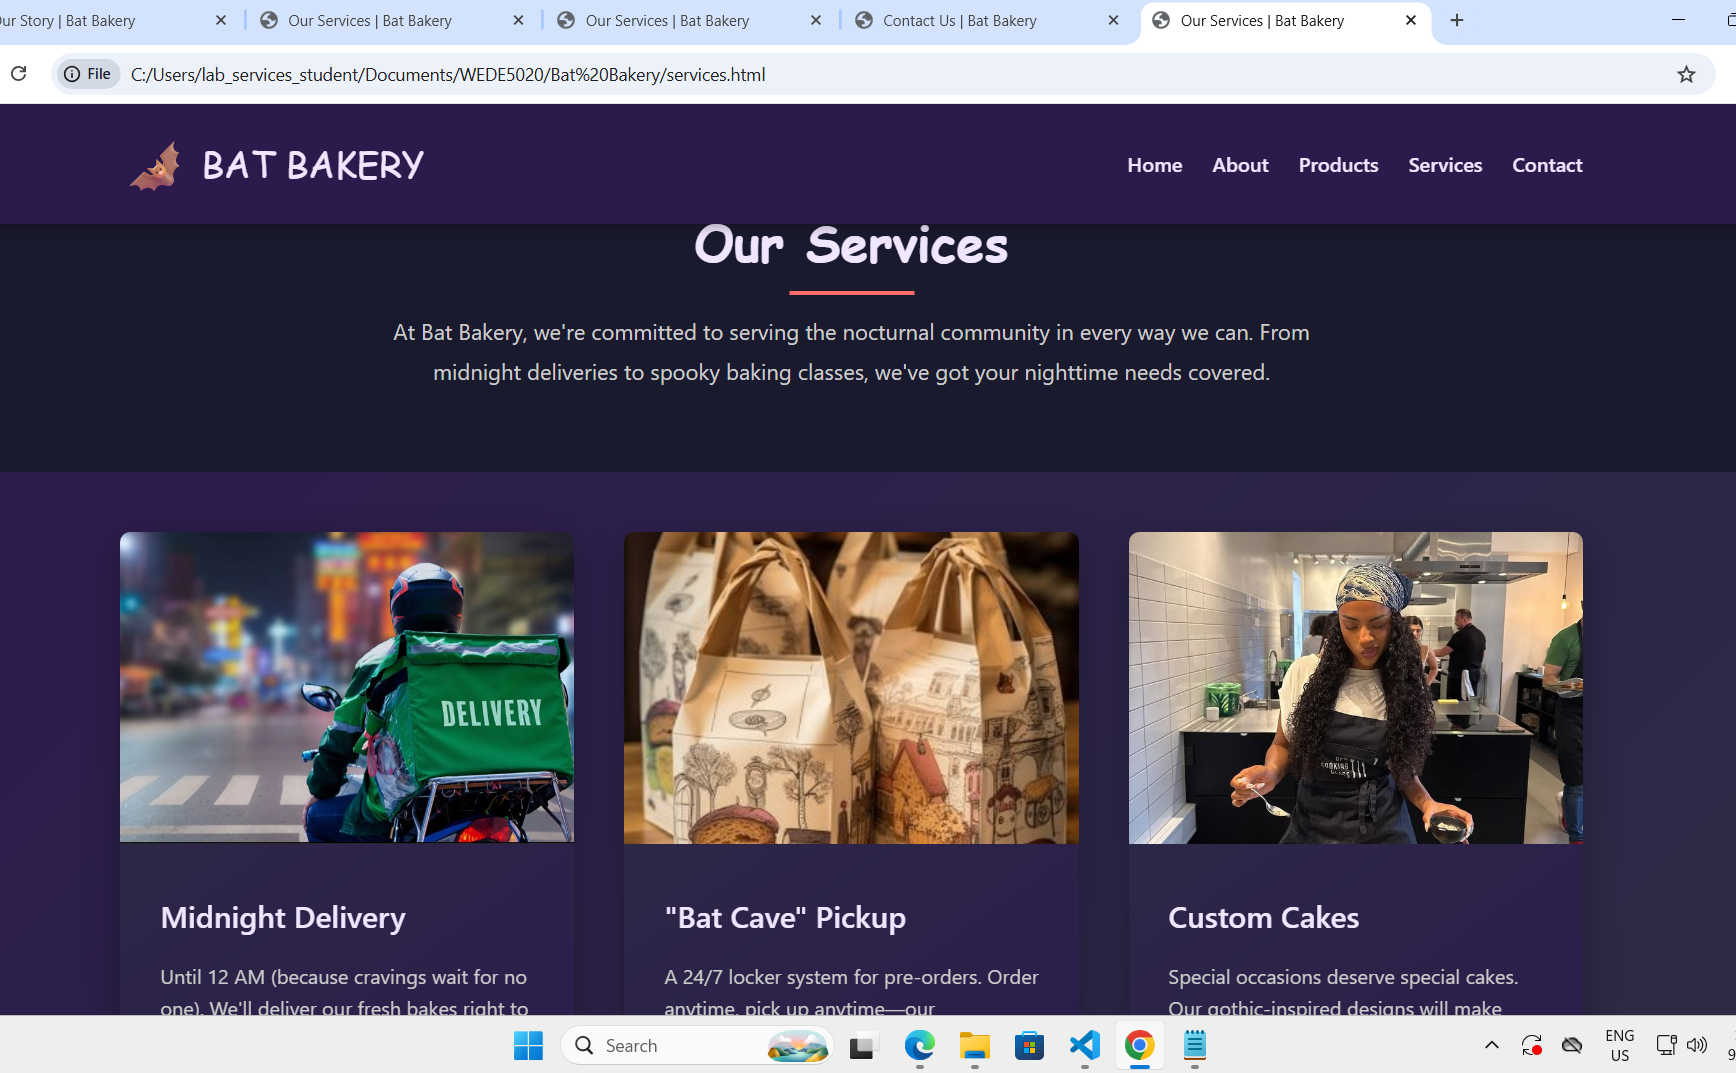 ur Story | Bat Bakery
Our Services | Bat Bakery
Our Services | Bat Bakery
Contact Us | Bat Bakery
Our Services | Bat Bakery
File
C:/Users/lab_services_student/Documents/WEDE5020/Bat%20Bakery/services.html
BAT BAKERY
Home
About
Products
Services
Contact
Our Services
At Bat Bakery, we're committed to serving the nocturnal community in every way we can. From
midnight deliveries to spooky baking classes, we've got your nighttime needs covered.
DELIVERY
COOKING
Midnight Delivery
Until 12 AM (because cravings wait for no
one). We'll deliver our fresh bakes right to
"Bat Cave" Pickup
A 24/7 locker system for pre-orders. Order
anytime, pick up anytime—our
Custom Cakes
Special occasions deserve special cakes.
Our gothic-inspired designs will make
Search
ENG
US
9